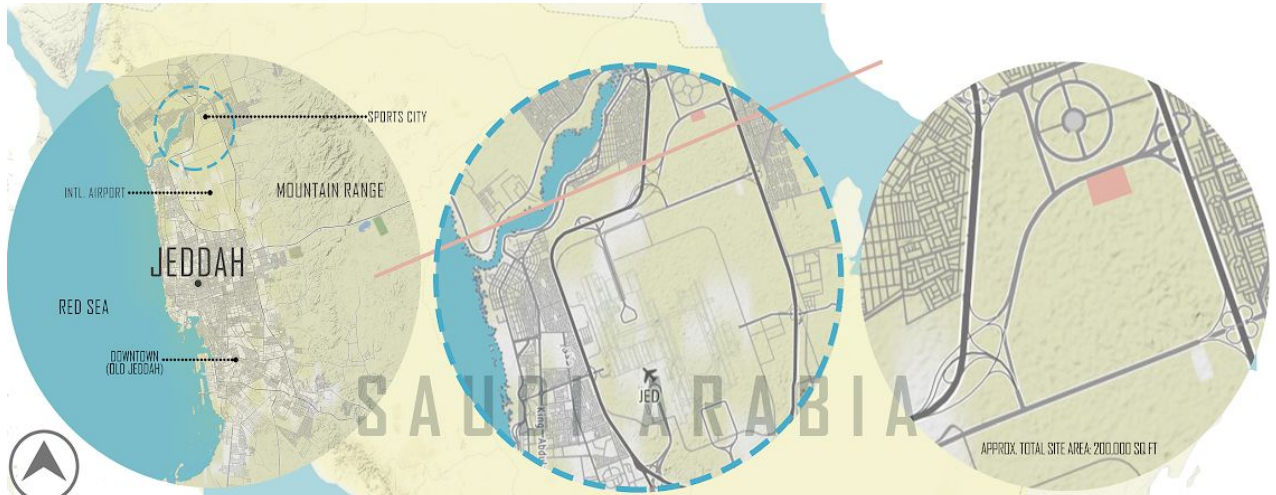 SAUDI ARABIA
SPORTS CITY
INTL. AIRPORT
MOUNTAIN RANGE
JEDDAH
RED SEA
DOWNTOWN
(OLD JEDDAH)
JED
APPROX. TOTAL SITE AREA: 200,000 SQ FT